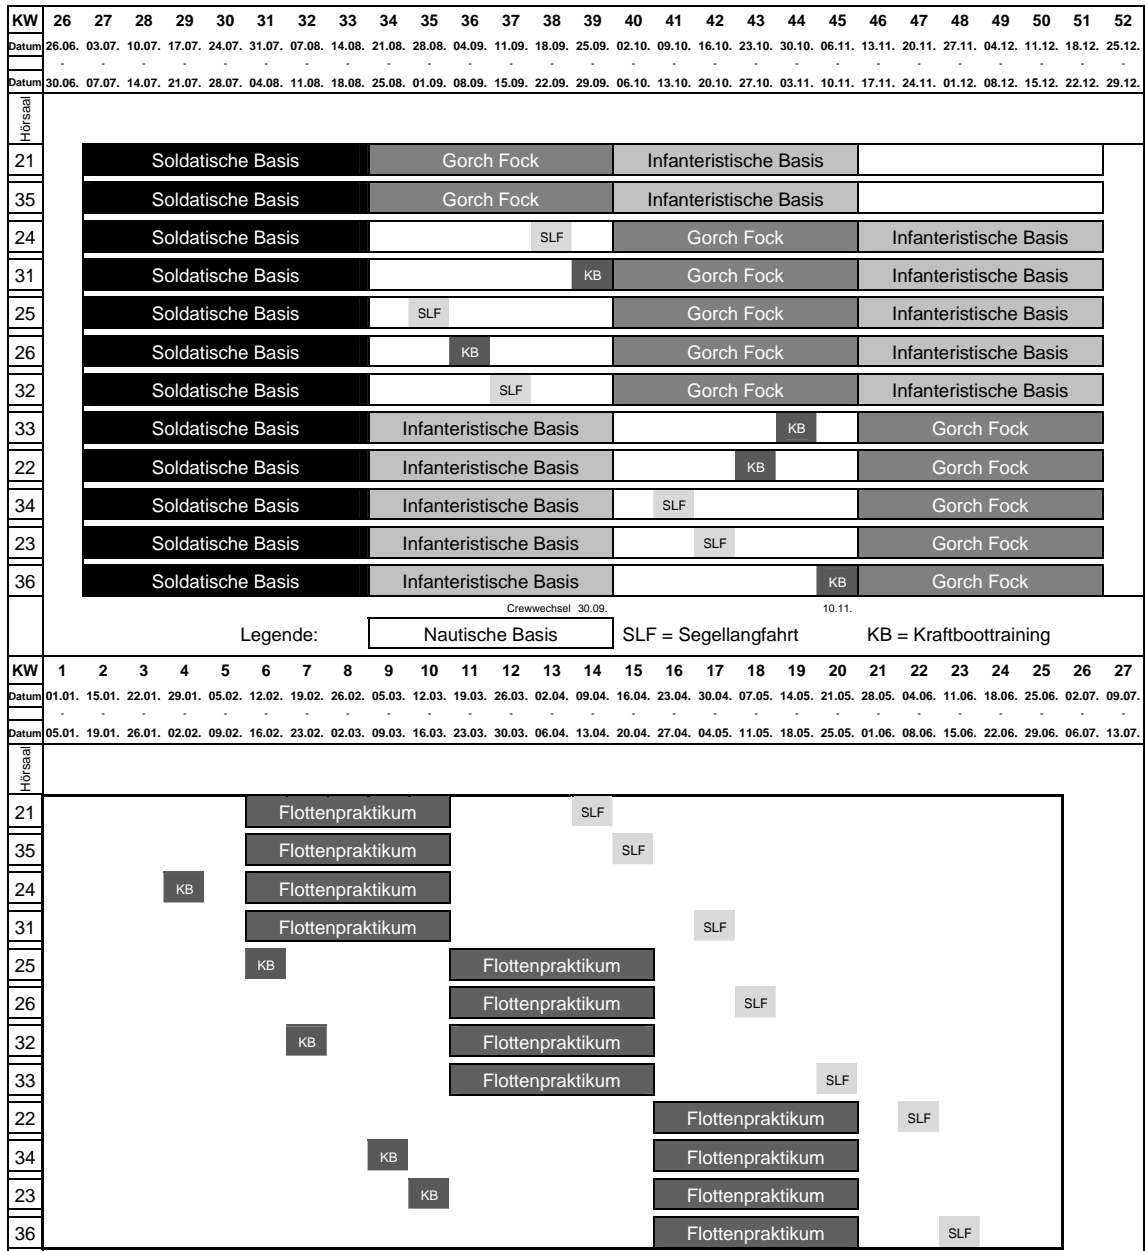 KW 26 27 28 29 30 31 32 33 34 35 36 37 38 39 40 41 42 43 44 45 46 47 48 49 50 51 52
Datum 26.06. 03.07. 10.07. 17.07. 24.07. 31.07. 07.08. 14.08. 21.08. 28.08. 04.09. 11.09. 18.09. 25.09. 02.10. 09.10. 16.10. 23.10. 30.10. 06.11. 13.11. 20.11. 27.11. 04.12. 11.12. 18.12. 25.12.
- - - - - - - - - - - - - - - - - - - - - - - - - - -
Datum 30.06. 07.07. 14.07. 21.07. 28.07. 04.08. 11.08. 18.08. 25.08. 01.09. 08.09. 15.09. 22.09. 29.09. 06.10. 13.10. 20.10. 27.10. 03.11. 10.11. 17.11. 24.11. 01.12. 08.12. 15.12. 22.12. 29.12.
Hörsaal
21 Soldatische Basis Gorch Fock Infanteristische Basis
35 Soldatische Basis Gorch Fock Infanteristische Basis
24 Soldatische Basis SLF Gorch Fock Infanteristische Basis
31 Soldatische Basis KB Gorch Fock Infanteristische Basis
25 Soldatische Basis SLF Gorch Fock Infanteristische Basis
26 Soldatische Basis KB Gorch Fock Infanteristische Basis
32 Soldatische Basis SLF Gorch Fock Infanteristische Basis
33 Soldatische Basis Infanteristische Basis KB Gorch Fock
22 Soldatische Basis Infanteristische Basis KB Gorch Fock
34 Soldatische Basis Infanteristische Basis SLF Gorch Fock
23 Soldatische Basis Infanteristische Basis SLF Gorch Fock
36 Soldatische Basis Infanteristische Basis KB Gorch Fock
Crewwechsel 30.09. 10.11.
Legende: Nautische Basis SLF = Segellangfahrt KB = Kraftboottraining
KW 1 2 3 4 5 6 7 8 9 10 11 12 13 14 15 16 17 18 19 20 21 22 23 24 25 26 27
Datum 01.01. 15.01. 22.01. 29.01. 05.02. 12.02. 19.02. 26.02. 05.03. 12.03. 19.03. 26.03. 02.04. 09.04. 16.04. 23.04. 30.04. 07.05. 14.05. 21.05. 28.05. 04.06. 11.06. 18.06. 25.06. 02.07. 09.07.
- - - - - - - - - - - - - - - - - - - - - - - - - - -
Datum 05.01. 19.01. 26.01. 02.02. 09.02. 16.02. 23.02. 02.03. 09.03. 16.03. 23.03. 30.03. 06.04. 13.04. 20.04. 27.04. 04.05. 11.05. 18.05. 25.05. 01.06. 08.06. 15.06. 22.06. 29.06. 06.07. 13.07.
Hörsaal
21 Flottenpraktikum SLF
35 Flottenpraktikum SLF
24 KB Flottenpraktikum
31 Flottenpraktikum SLF
25 KB Flottenpraktikum
26 Flottenpraktikum SLF
32 KB Flottenpraktikum
33 Flottenpraktikum SLF
22 Flottenpraktikum SLF
34 KB Flottenpraktikum
23 KB Flottenpraktikum
36 Flottenpraktikum SLF